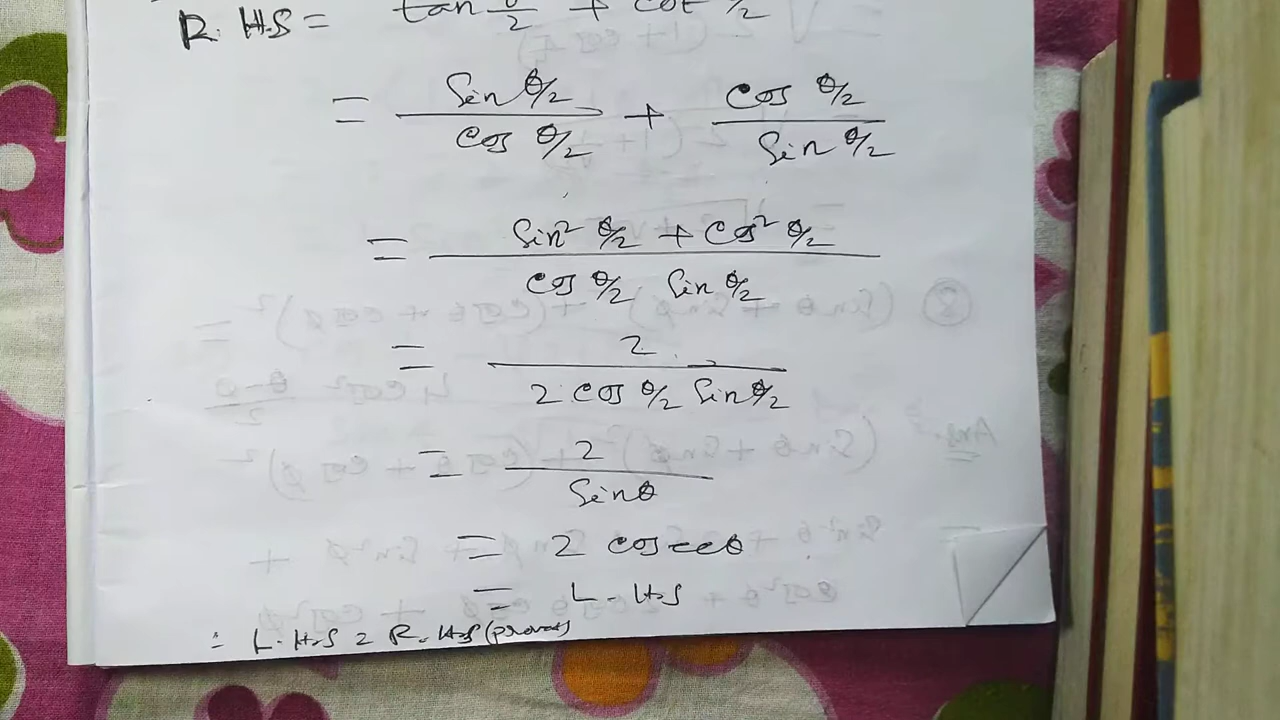 R. H.S = tan θ/2 + cot θ/2
= Sin θ/2 / Cos θ/2 + Cos θ/2 / Sin θ/2
= Sin² θ/2 + Cos² θ/2 / Cos θ/2 Sin θ/2
= 2 / 2 Cos θ/2 Sin θ/2
= 2 / Sin θ
= 2 cosec θ
= L. H.S
∴ L. H.S = R. H.S (proved)